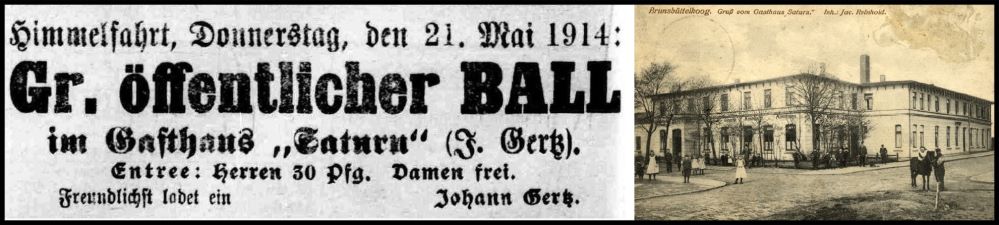 Himmelfahrt, Donnerstag, den 21. Mai 1914:
Gr. öffentlicher BALL
im Gasthaus „Saturn“ (J. Gertz).
Entree: Herren 30 Pfg. Damen frei.
Freundlichst ladet ein Johann Gertz.
Brunsbüttelkoog. Gruß vom Gasthaus Saturn.“ Inh.: Jac. Reinhold.